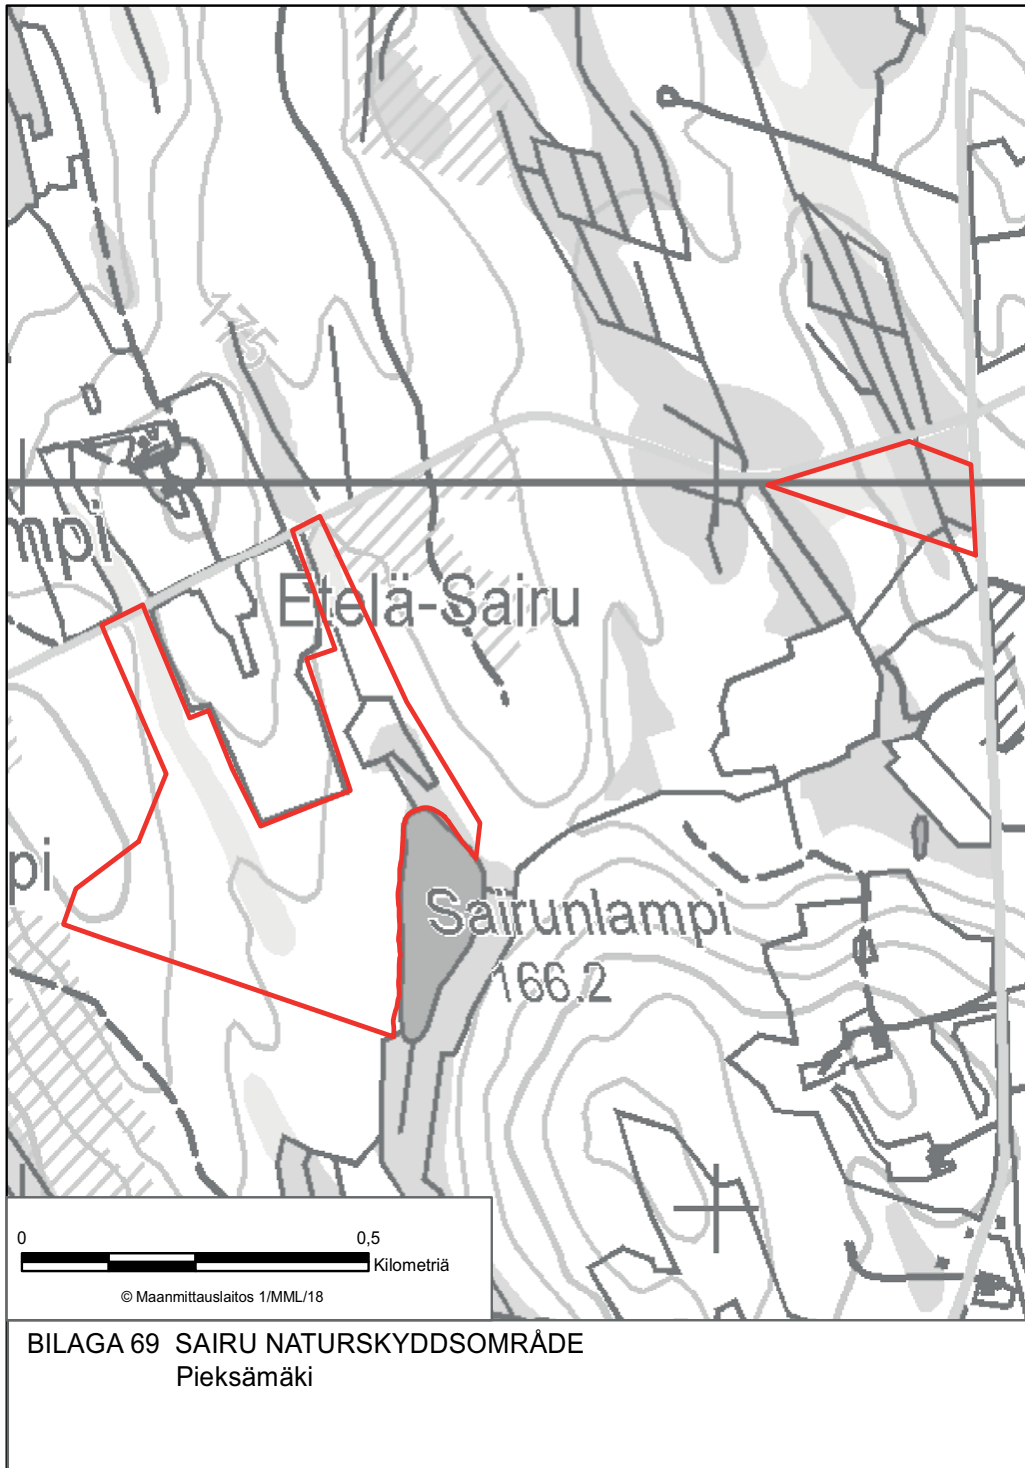 175
mpi
Etelä-Sairu
pi
Sairunlampi
166.2
0 0,5
Kilometriä
© Maanmittauslaitos 1/MML/18
BILAGA 69 SAIRU NATURSKYDDSOMRÅDE
Pieksämäki